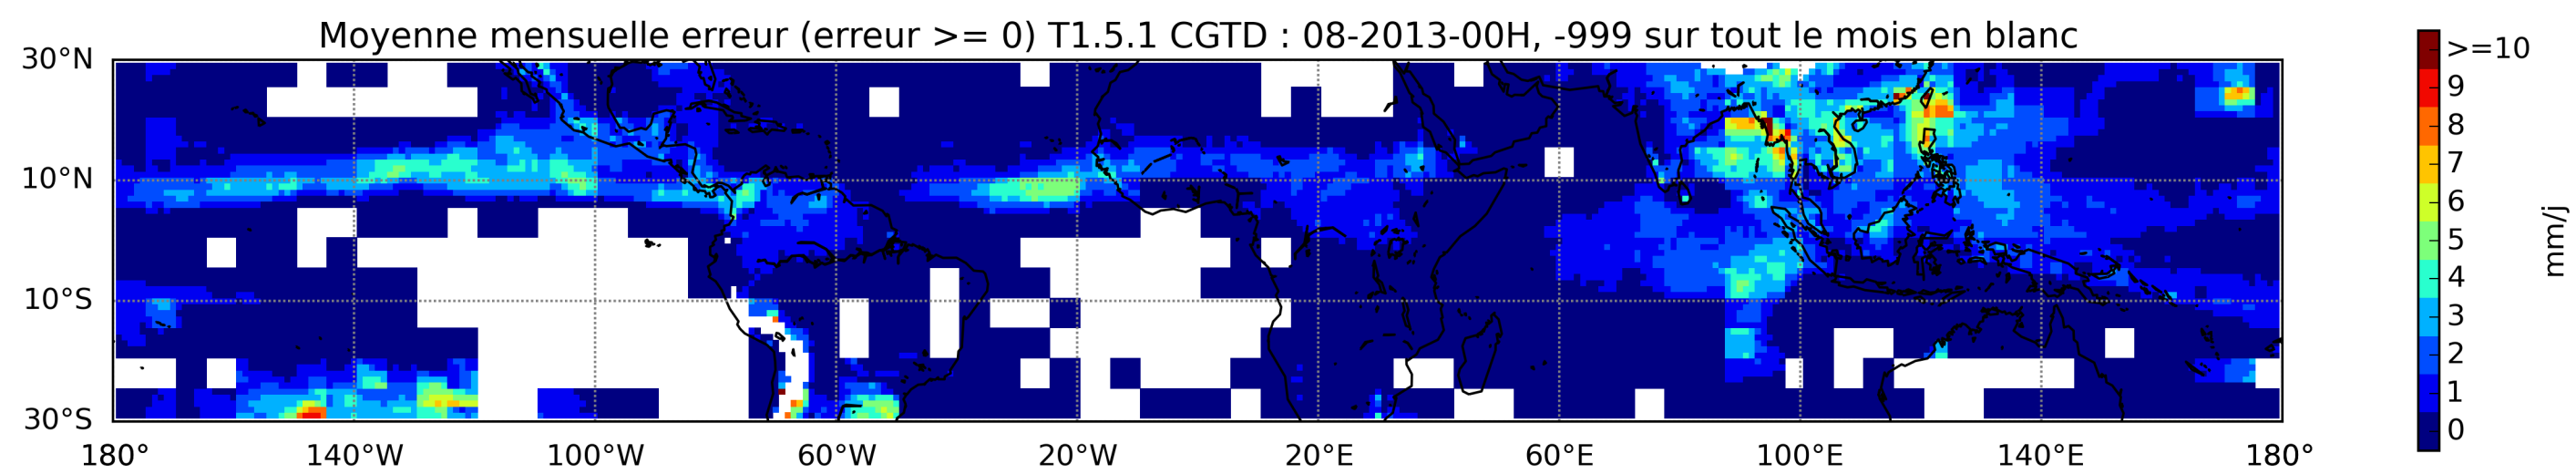 Moyenne mensuelle erreur (erreur >= 0) T1.5.1 CGTD : 08-2013-00H, -999 sur tout le mois en blanc
30°N
10°N
10°S
30°S
180°
140°W
100°W
60°W
20°W
20°E
60°E
100°E
140°E
180°
>=10
9
8
7
6
5
4
3
2
1
0
mm/j